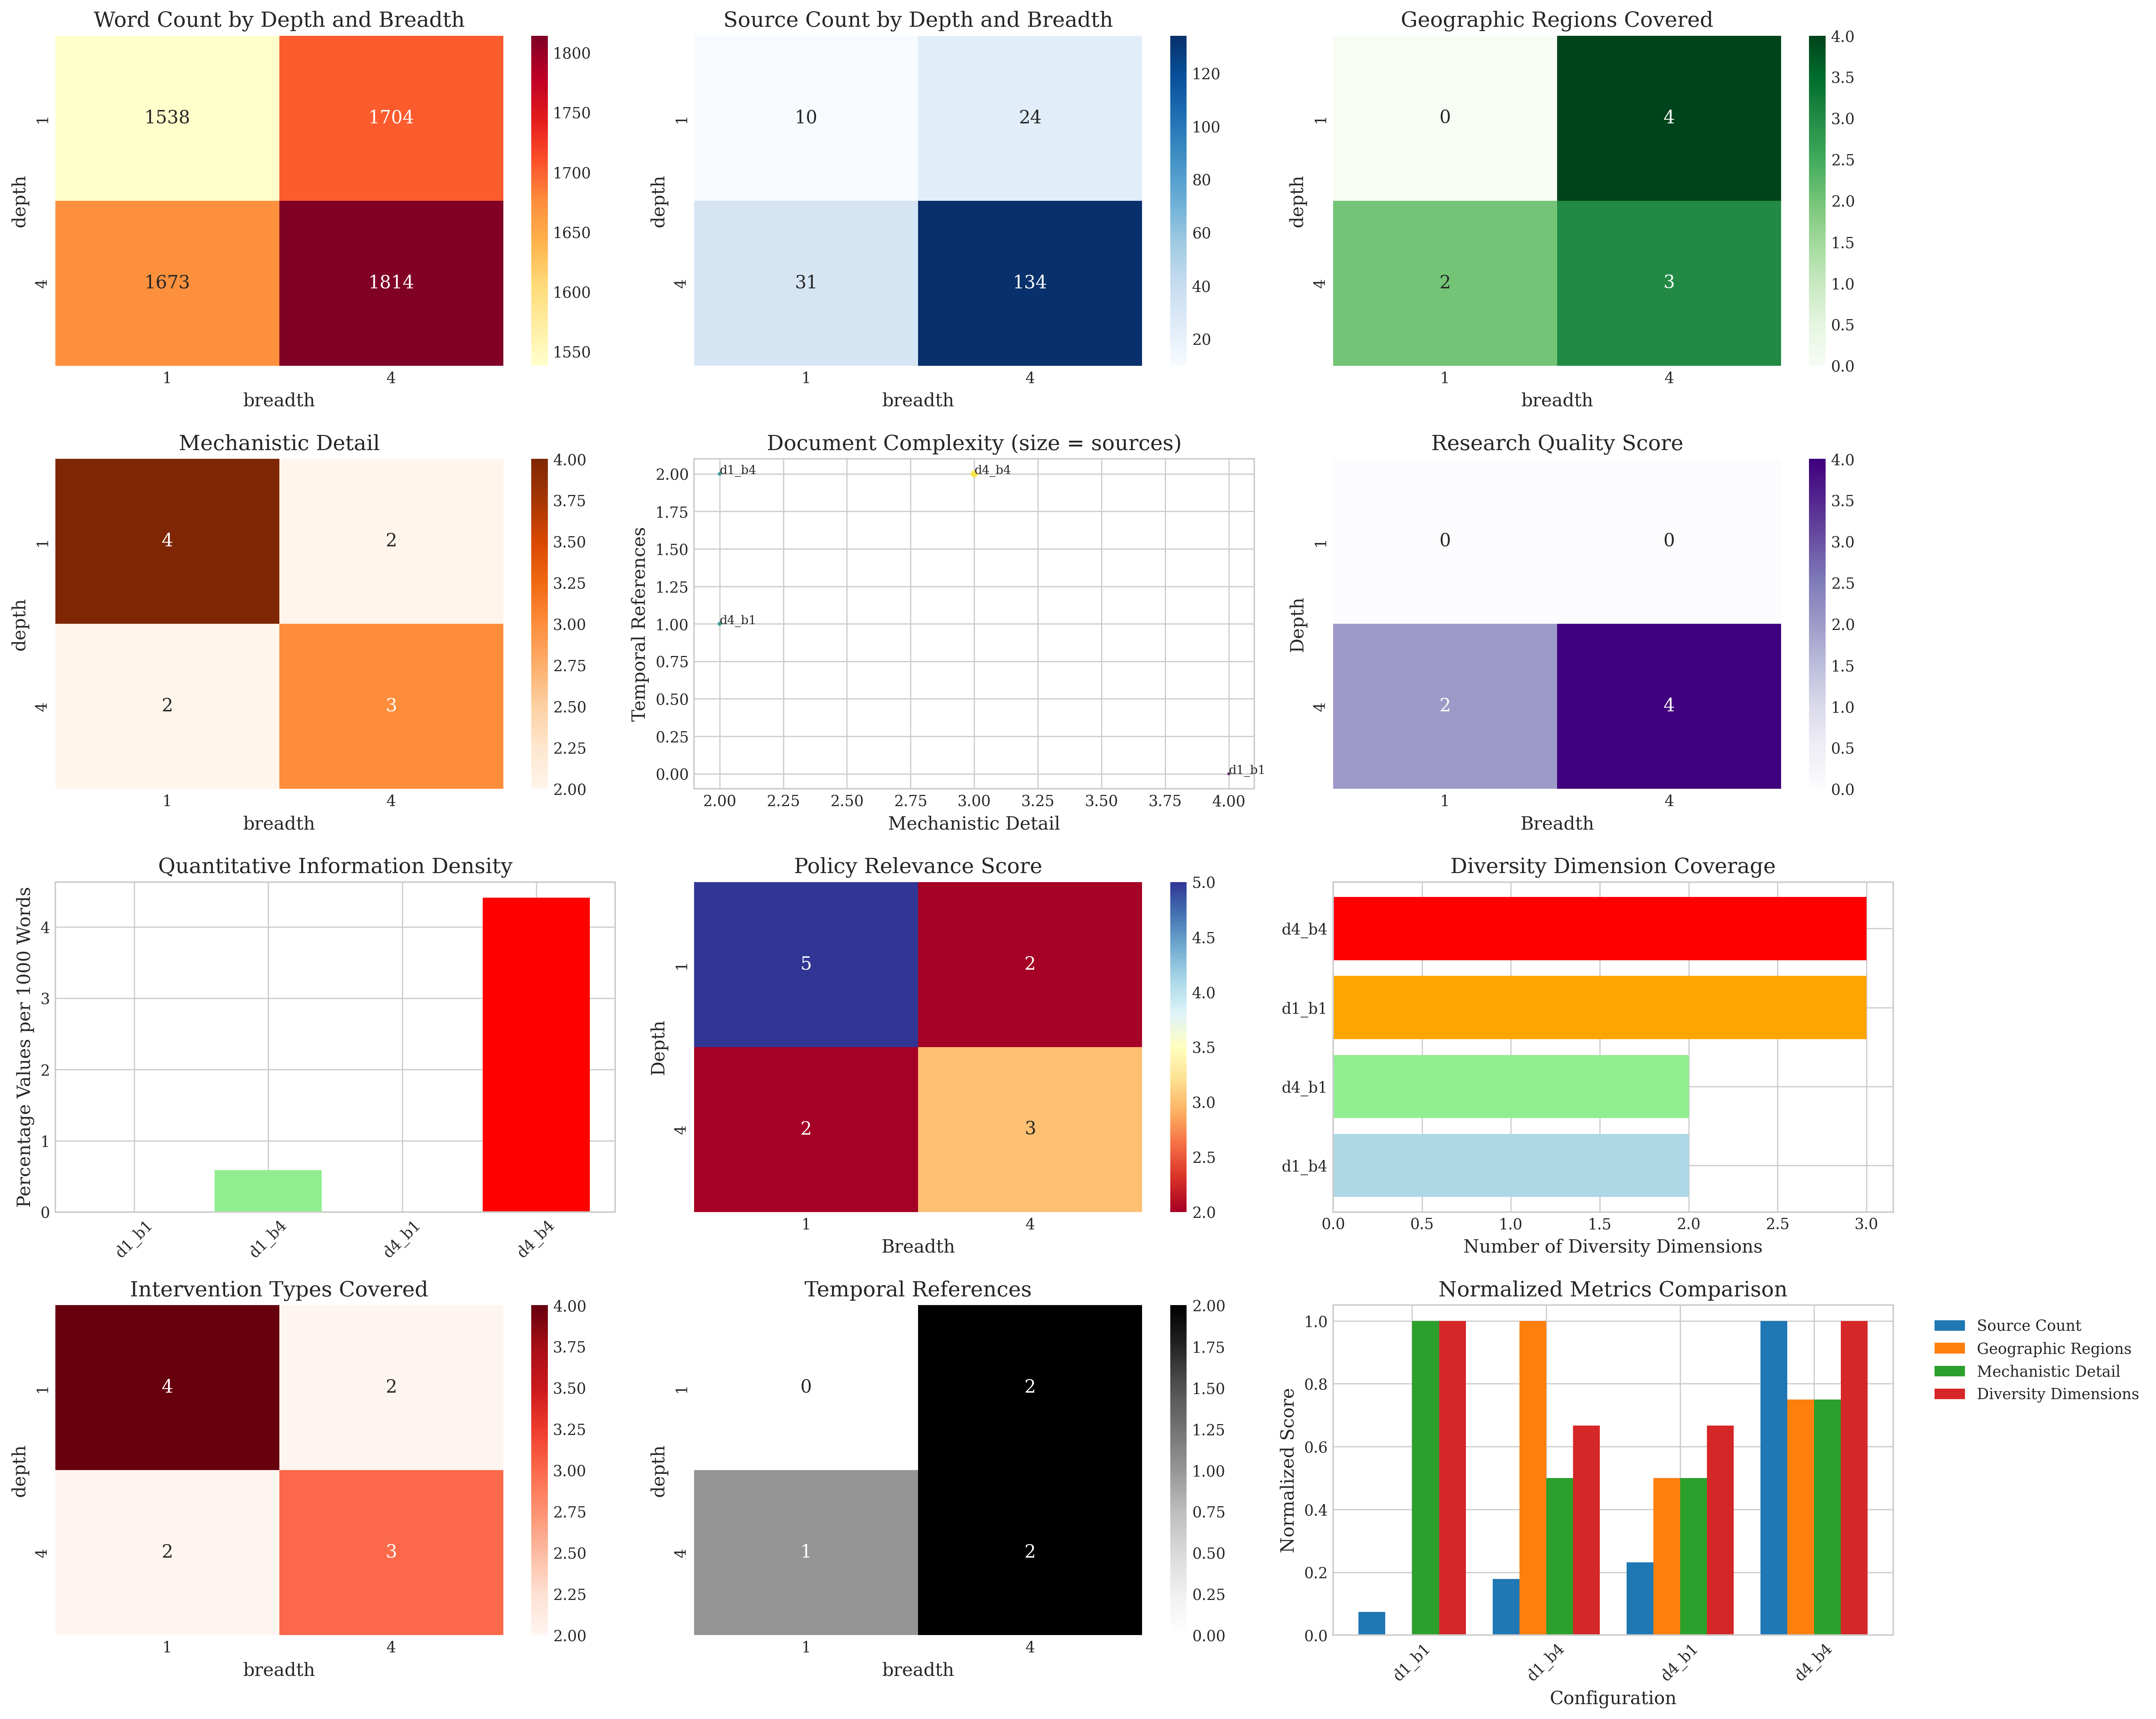 Word Count by Depth and Breadth
1538 1704
1673 1814
1 4
depth
1 4
breadth
1800
1750
1700
1650
1600
1550
Source Count by Depth and Breadth
10 24
31 134
1 4
depth
1 4
breadth
120
100
80
60
40
20
Geographic Regions Covered
0 4
2 3
1 4
depth
1 4
breadth
4.0
3.5
3.0
2.5
2.0
1.5
1.0
0.5
0.0
Mechanistic Detail
4 2
2 3
1 4
depth
1 4
breadth
4.00
3.75
3.50
3.25
3.00
2.75
2.50
2.25
2.00
Document Complexity (size = sources)
d1_b4
d4_b4
d4_b1
d1_b1
Temporal References
2.00
1.75
1.50
1.25
1.00
0.75
0.50
0.25
0.00
2.00 2.25 2.50 2.75 3.00 3.25 3.50 3.75 4.00
Mechanistic Detail
Research Quality Score
0 0
2 4
1 4
Depth
1 4
Breadth
4.0
3.5
3.0
2.5
2.0
1.5
1.0
0.5
0.0
Quantitative Information Density
Percentage Values per 1000 Words
4
3
2
1
0
d1_b1 d1_b4 d4_b1 d4_b4
Policy Relevance Score
5 2
2 3
1 4
Depth
1 4
Breadth
5.0
4.5
4.0
3.5
3.0
2.5
2.0
Diversity Dimension Coverage
d4_b4
d1_b1
d4_b1
d1_b4
0.0 0.5 1.0 1.5 2.0 2.5 3.0
Number of Diversity Dimensions
Intervention Types Covered
4 2
2 3
1 4
depth
1 4
breadth
4.00
3.75
3.50
3.25
3.00
2.75
2.50
2.25
2.00
Temporal References
0 2
1 2
1 4
depth
1 4
breadth
2.00
1.75
1.50
1.25
1.00
0.75
0.50
0.25
0.00
Normalized Metrics Comparison
Normalized Score
1.0
0.8
0.6
0.4
0.2
0.0
d1_b1 d1_b4 d4_b1 d4_b4
Configuration
Source Count
Geographic Regions
Mechanistic Detail
Diversity Dimensions